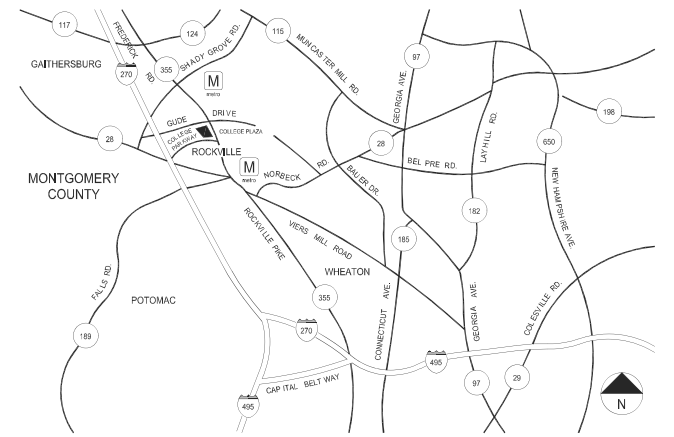 117
FREDERICK RD.
124
SHADY GROVE RD.
115
MUNCASTER MILL RD.
97
GEORGIA AVE.
GAITHERSBURG
270
355
M
metro
198
GUDE DRIVE
COLLEGE PARKWAY
COLLEGE PLAZA
28
ROCKVILLE
M
metro
NORBECK RD.
28
BEL PRE RD.
LAYHILL RD.
650
NEW HAMPSHIRE AVE.
BAUER DR.
MONTGOMERY
COUNTY
182
ROCKVILLE PIKE
VIERS MILL ROAD
185
FALLS RD.
WHEATON
POTOMAC
355
CONNECTICUT AVE.
GEORGIA AVE.
COLESVILLE RD.
189
270
495
CAPITAL BELTWAY
97
29
495
N